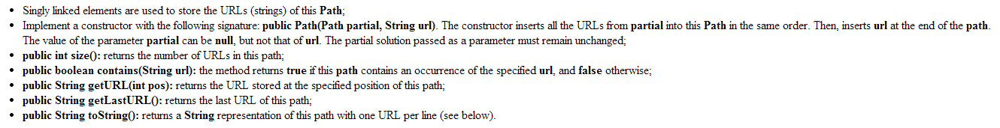 • Singly linked elements are used to store the URLs (strings) of this Path;
• Implement a constructor with the following signature: public Path(Path partial, String url). The constructor inserts all the URLs from partial into this Path in the same order. Then, inserts url at the end of the path.
The value of the parameter partial can be null, but not that of url. The partial solution passed as a parameter must remain unchanged;
• public int size(): returns the number of URLs in this path;
• public boolean contains(String url): the method returns true if this path contains an occurrence of the specified url, and false otherwise;
• public String getURL(int pos): returns the URL stored at the specified position of this path;
• public String getLastURL(): returns the last URL of this path;
• public String toString(): returns a String representation of this path with one URL per line (see below).